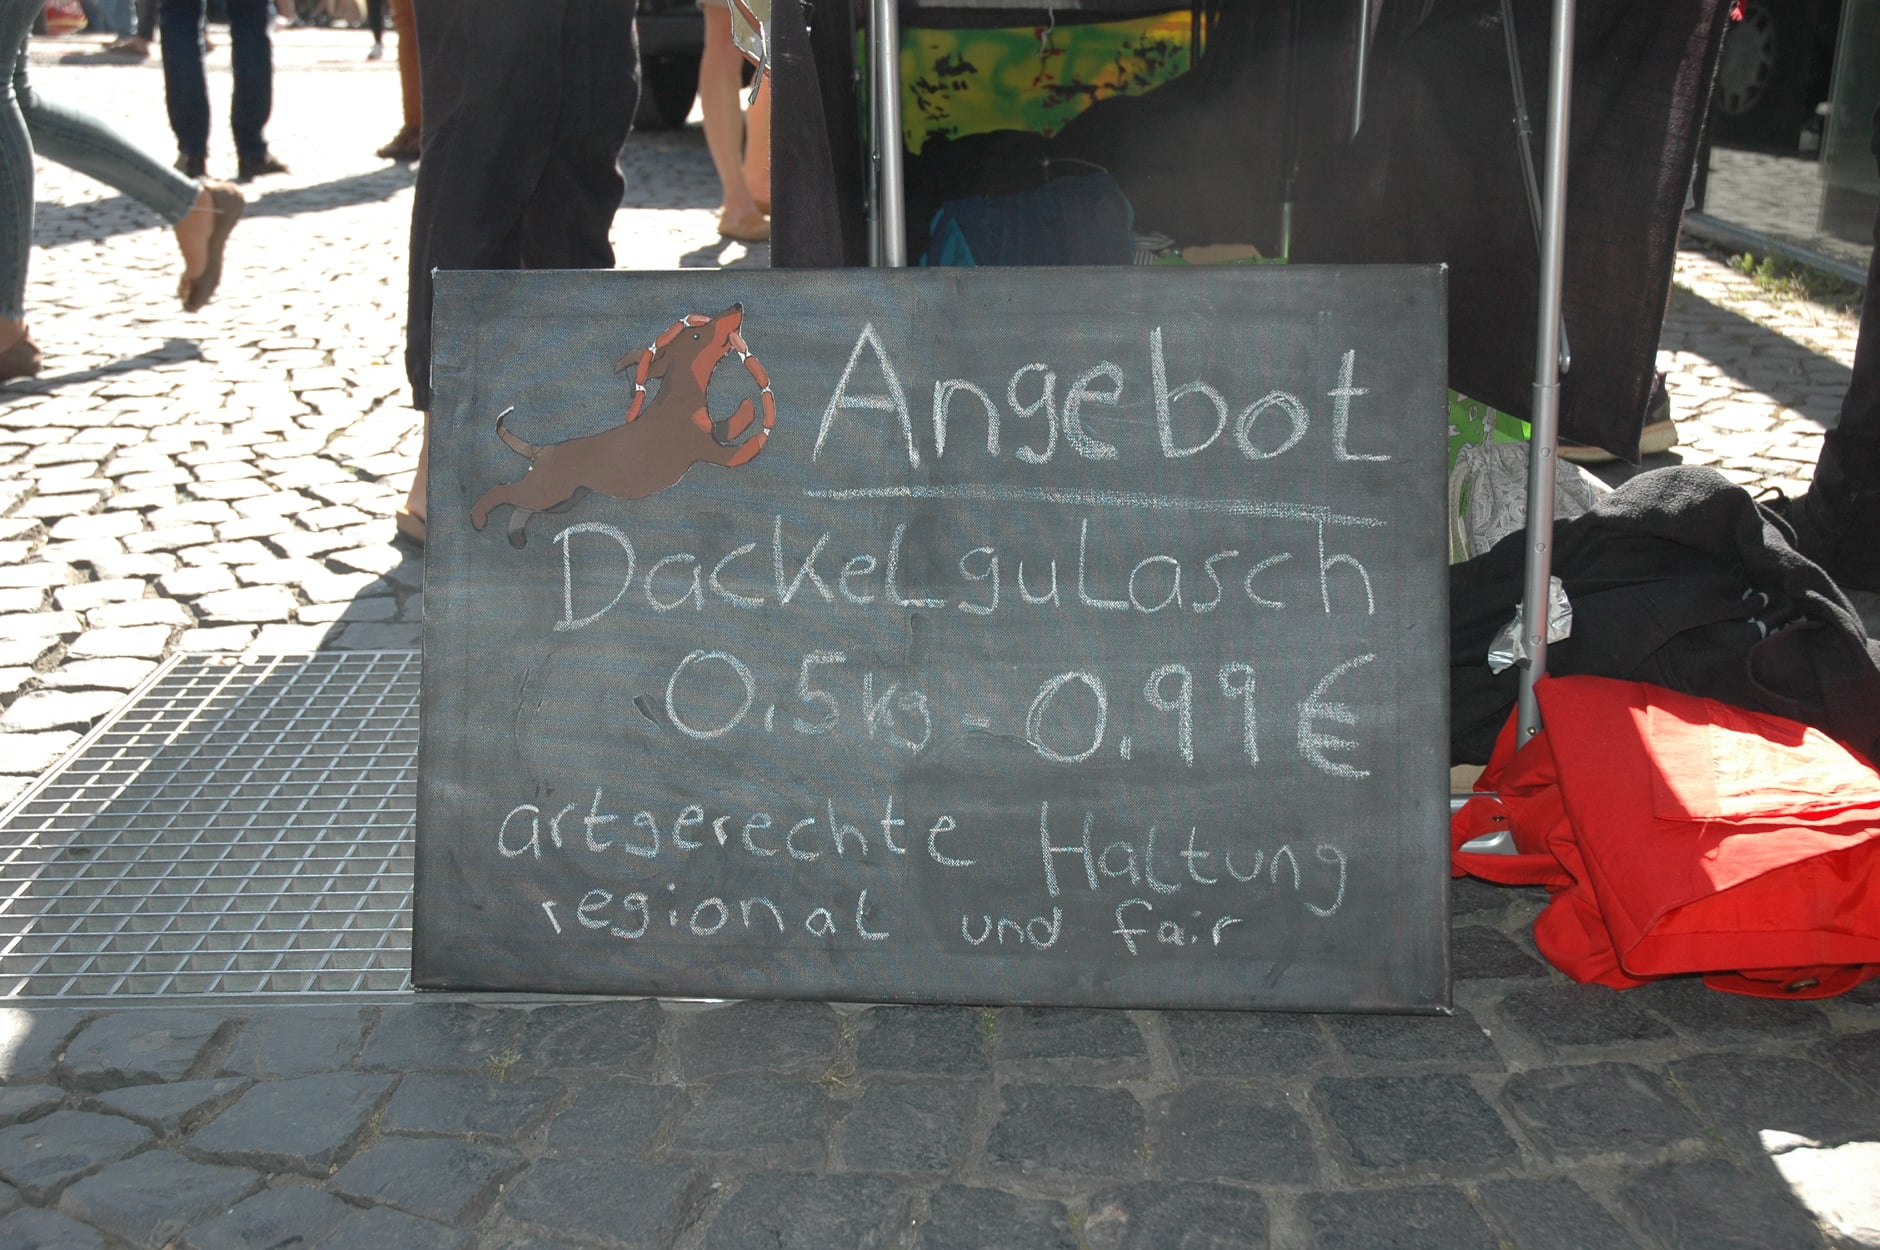 Angebot
Dackelgulasch
0,5kg - 0,99€
artgerechte Haltung
regional und fair